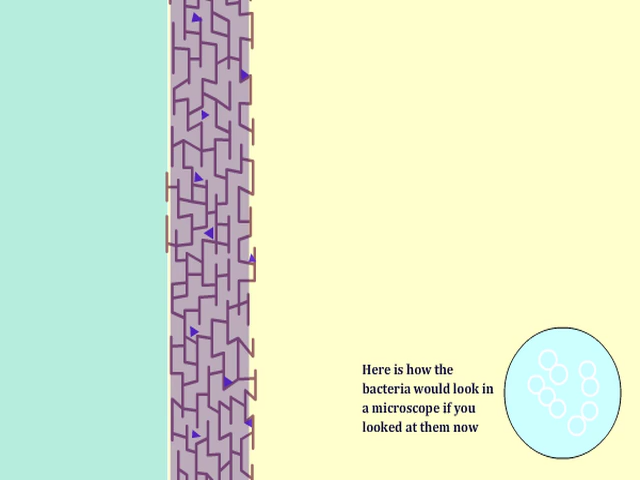 Here is how the
bacteria would look in
a microscope if you
looked at them now